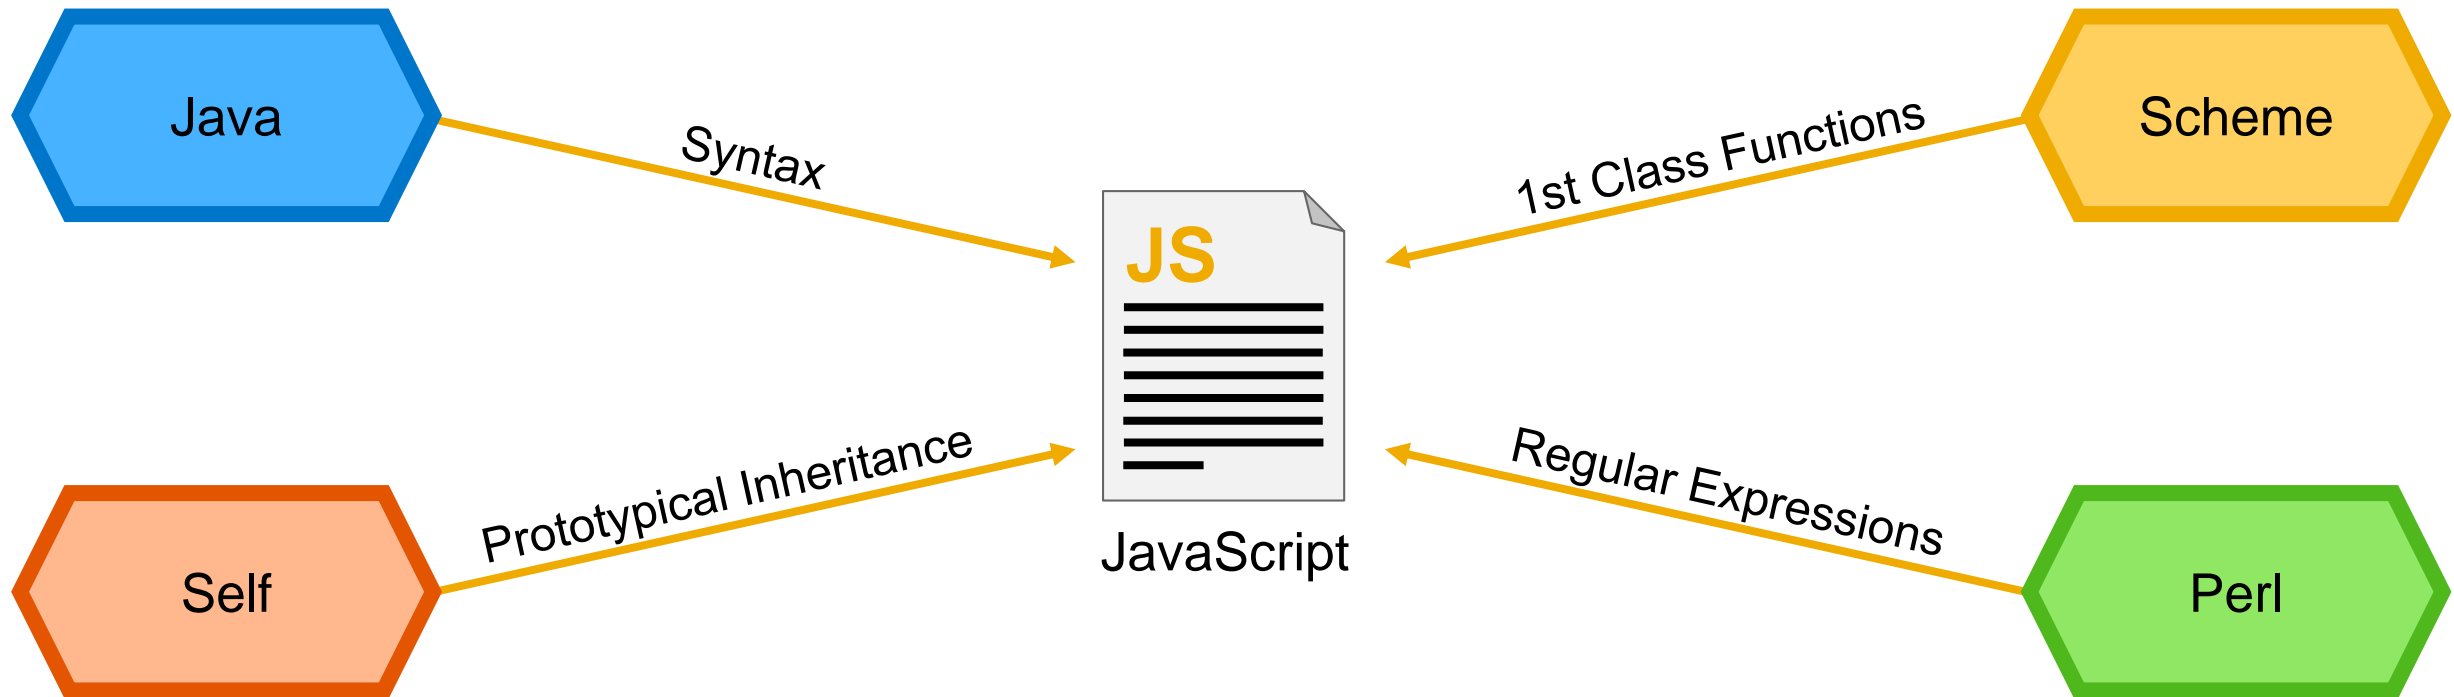 Java
Scheme
Syntax
1st Class Functions
JS
Prototypical Inheritance
Regular Expressions
JavaScript
Self
Perl